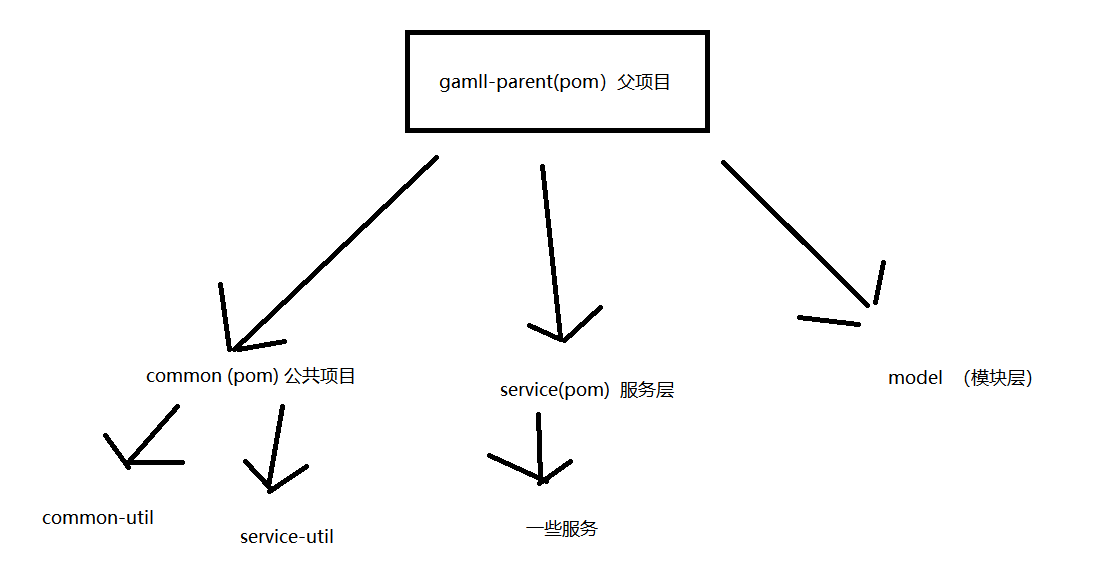 gamll-parent(pom）父项目
common (pom) 公共项目
service(pom）服务层
model （模块层）
common-util
service-util
一些服务